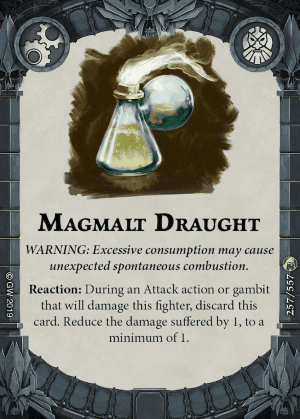 MAGMALT DRAUGHT
WARNING: Excessive consumption may cause
unexpected spontaneous combustion.
Reaction: During an Attack action or gambit
that will damage this fighter, discard this
card. Reduce the damage suffered by 1, to a
minimum of 1.
© GW 2019
257/557